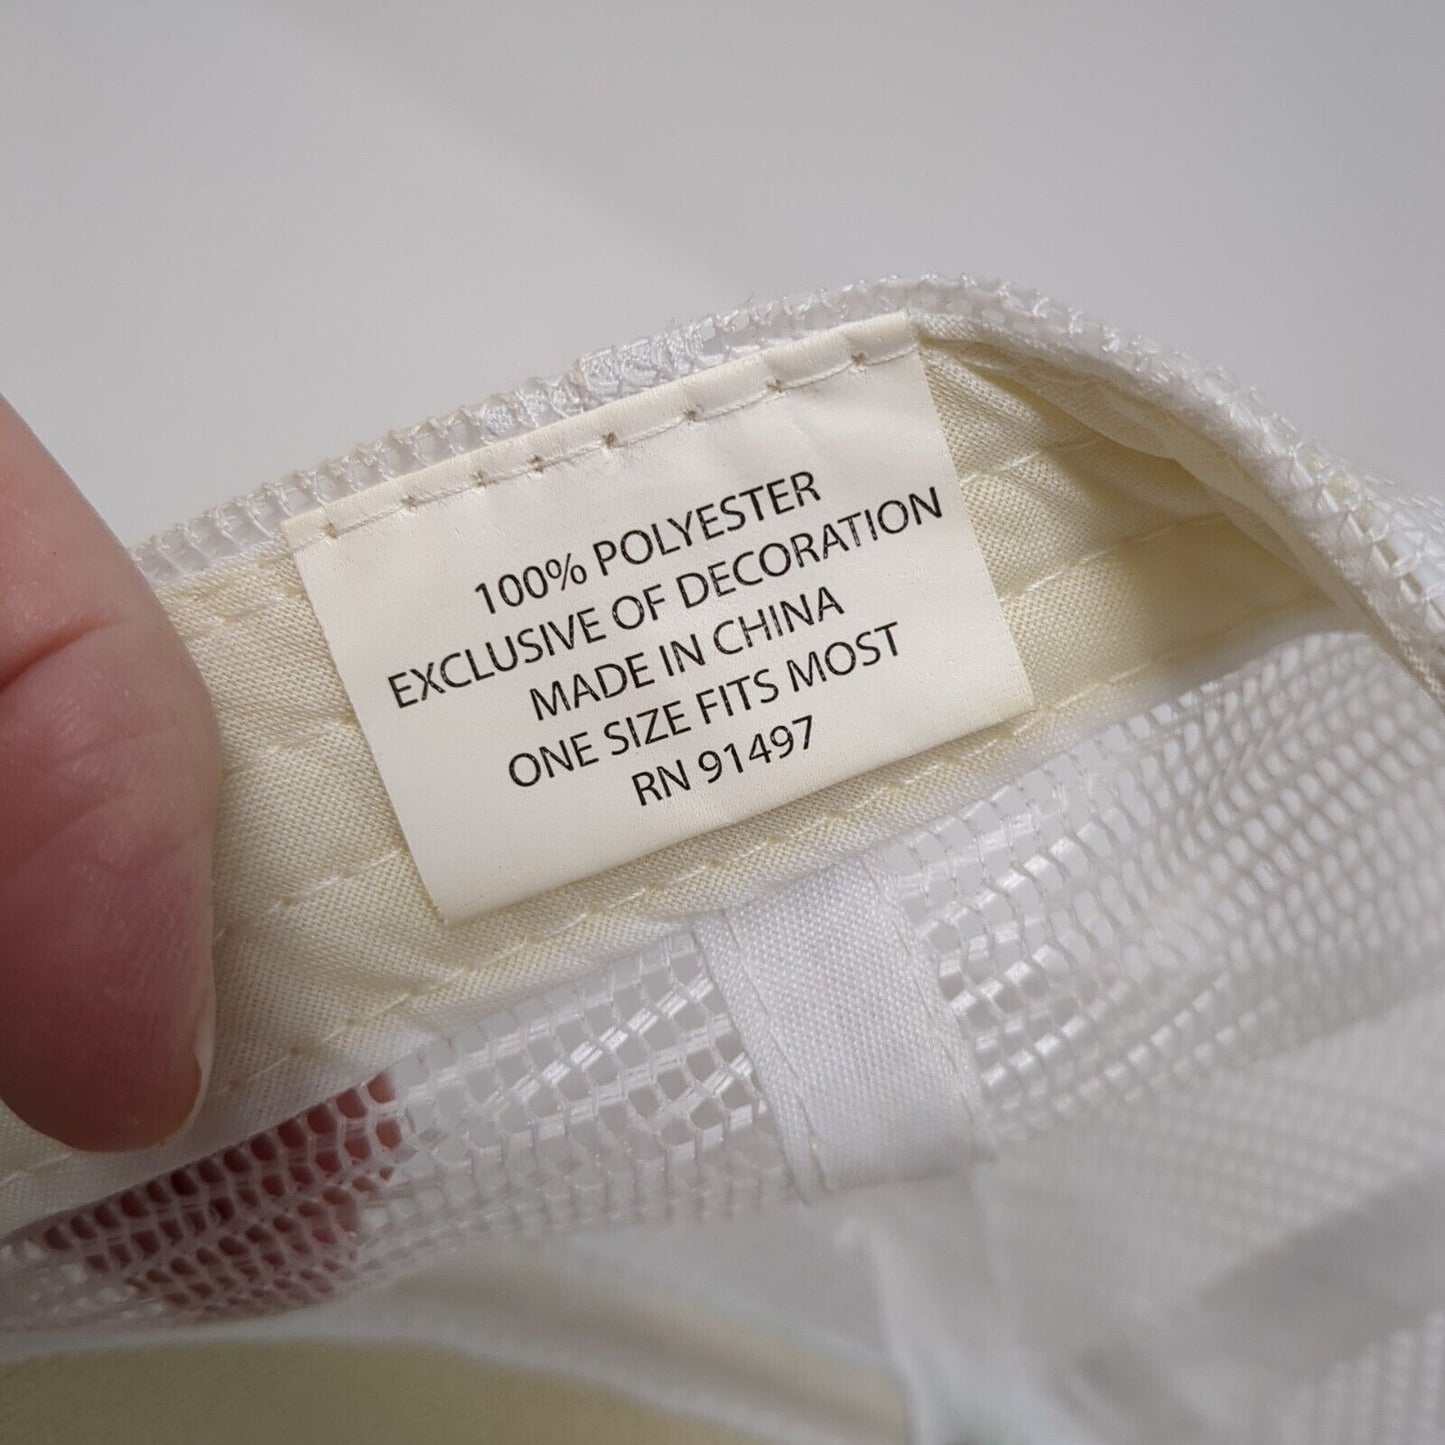 100% POLYESTER
EXCLUSIVE OF DECORATION
MADE IN CHINA
ONE SIZE FITS MOST
RN 91497